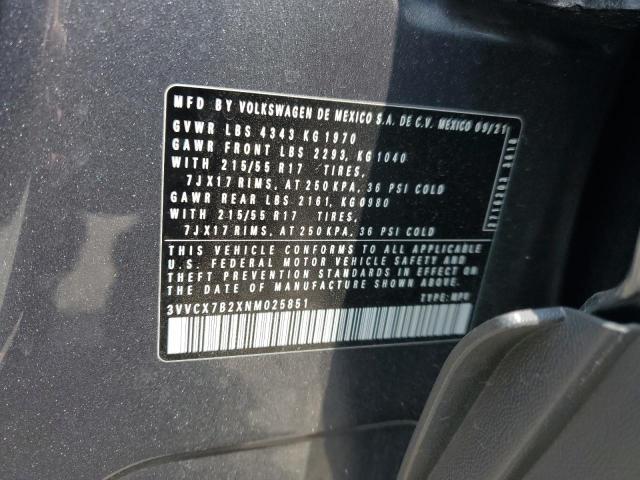 MFD BY VOLKSWAGEN DE MEXICO S.A. DE C.V. MEXICO 09/21
GVWR LBS 4343 KG 1970
GAWR FRONT LBS 2293, KG 1040
WITH 215/55 R17 TIRES,
7JX17 RIMS, AT 250 KPA, 36 PSI COLD
GAWR REAR LBS 2161, KG 0980
WITH 215/55 R17 TIRES,
7JX17 RIMS, AT 250 KPA, 36 PSI COLD
THIS VEHICLE CONFORMS TO ALL APPLICABLE
U.S. FEDERAL MOTOR VEHICLE SAFETY AND
THEFT PREVENTION STANDARDS IN EFFECT ON
THE DATE OF MANUFACTURE SHOWN ABOVE.
3VVCX7B2XNM025851 TYPE: MPV